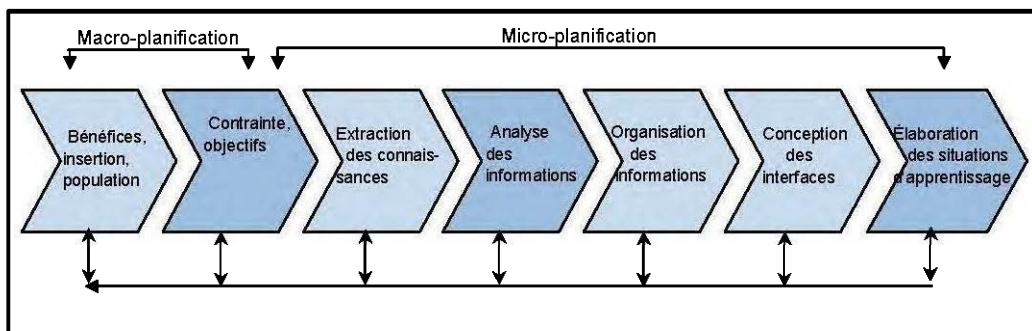 Macro-planification
Micro-planification
Bénéfices,
insertion,
population
Contrainte,
objectifs
Extraction
des connais-
sances
Analyse
des
informations
Organisation
des
informations
Conception
des
interfaces
Élaboration
des situations
d'apprentissage